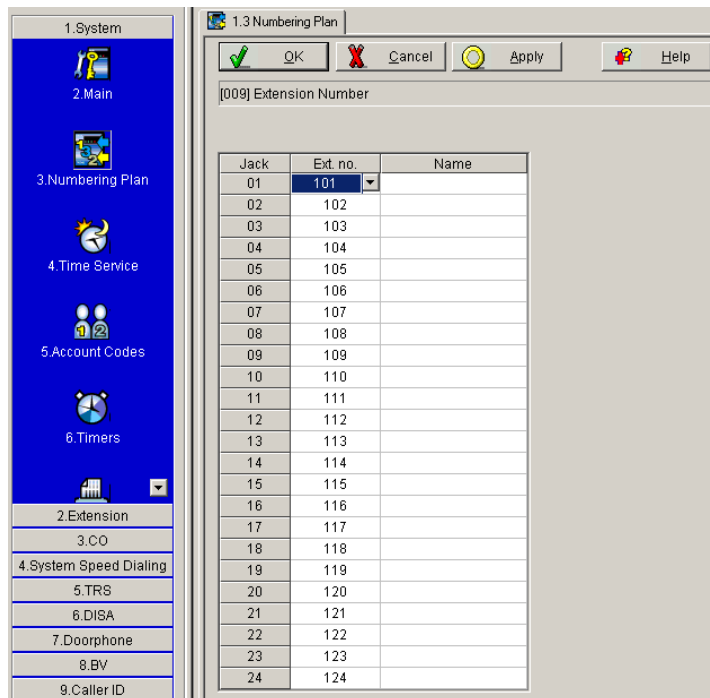 1.System
2.Main
3.Numbering Plan
4.Time Service
5.Account Codes
6.Timers
2.Extension
3.CO
4.System Speed Dialing
5.TRS
6.DISA
7.Doorphone
8.BV
9.Caller ID
1.3 Numbering Plan
OK Cancel Apply Help
[009] Extension Number
Jack Ext. no. Name
01 101
02 102
03 103
04 104
05 105
06 106
07 107
08 108
09 109
10 110
11 111
12 112
13 113
14 114
15 115
16 116
17 117
18 118
19 119
20 120
21 121
22 122
23 123
24 124